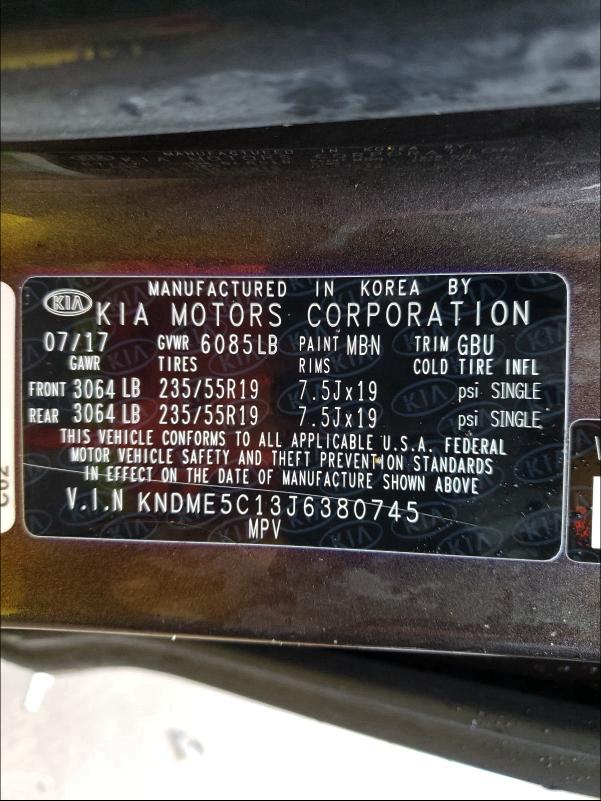 MANUFACTURED IN KOREA BY
KIA KIA MOTORS CORPORATION
07/17 GVWR 6085LB PAINT MBN TRIM GBU
GAWR TIRES RIMS COLD TIRE INFL
FRONT 3064 LB 235/55R19 7.5Jx19 psi SINGLE
REAR 3064 LB 235/55R19 7.5Jx19 psi SINGLE
THIS VEHICLE CONFORMS TO ALL APPLICABLE U.S.A. FEDERAL
MOTOR VEHICLE SAFETY AND THEFT PREVENTION STANDARDS
IN EFFECT ON THE DATE OF MANUFACTURE SHOWN ABOVE
V.I.N KNDME5C13J6380745
MPV